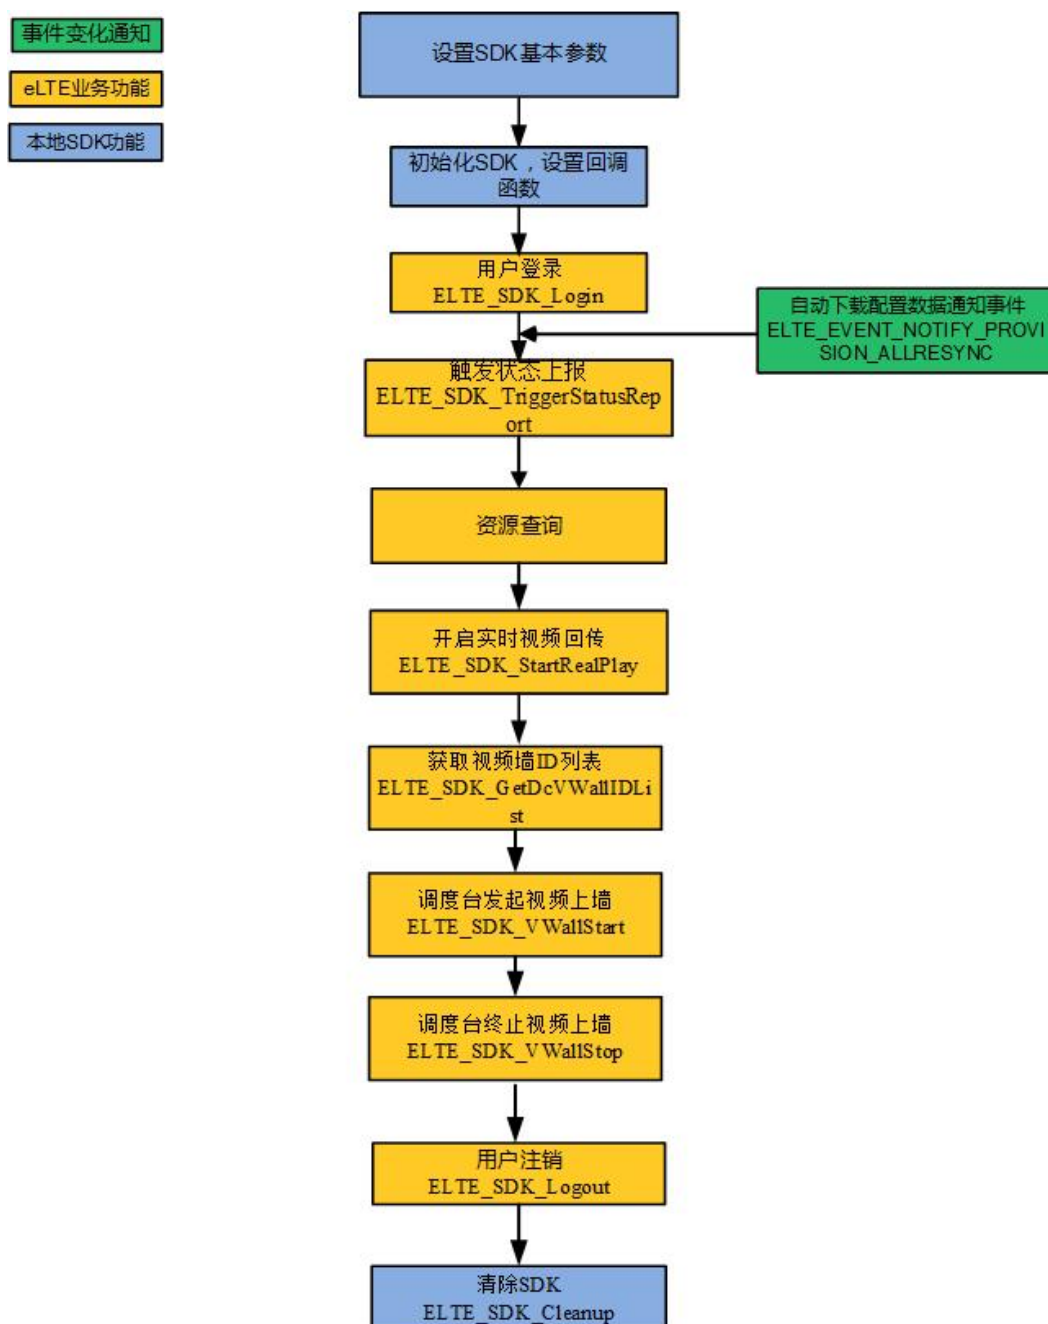 事件变化通知
eLTE业务功能
本地SDK功能
设置SDK基本参数
初始化SDK，设置回调
函数
用户登录
ELTE_SDK_Login
自动下载配置数据通知事件
ELTE_EVENT_NOTIFY_PROVI
SION_ALLRESYNC
触发状态上报
ELTE_SDK_TriggerStatusRep
ort
资源查询
开启实时视频回传
ELTE_SDK_StartRealPlay
获取视频墙ID列表
ELTE_SDK_GetDcVWallIDLi
st
调度台发起视频上墙
ELTE_SDK_VWallStart
调度台终止视频上墙
ELTE_SDK_VWallStop
用户注销
ELTE_SDK_Logout
清除SDK
ELTE_SDK_Cleanup